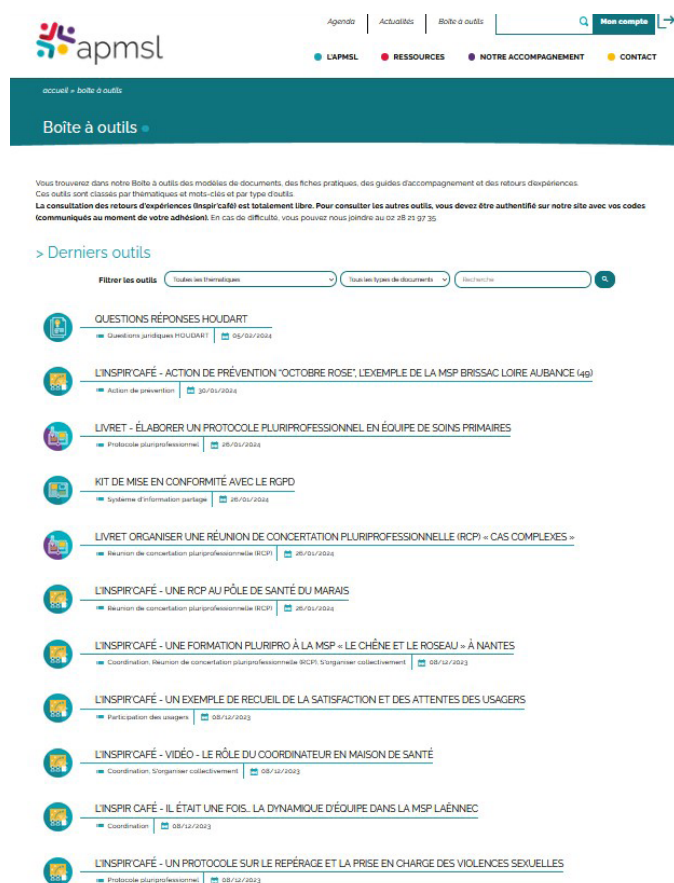 Agenda
Actualités
Boîte à outils
Mon compte
apmsl
L'APMSL
RESSOURCES
NOTRE ACCOMPAGNEMENT
CONTACT
accueil » boîte à outils
Boîte à outils
Vous trouverez dans notre Boîte à outils des modèles de documents, des fiches pratiques, des guides d'accompagnement et des retours d'expériences.
Ces outils sont classés par thématiques et mots-clés et par type d'outils.
La consultation des retours d'expériences (Inspir'café) est totalement libre. Pour consulter les autres outils, vous devez être authentifié sur notre site avec vos codes
(communiqués au moment de votre adhésion). En cas de difficulté, vous pouvez nous joindre au 02 28 21 97 35
> Derniers outils
Filtrer les outils
Toutes les thématiques
Tous les types de documents
Recherche
QUESTIONS RÉPONSES HOUDART
Questions juridiques HOUDART 05/02/2024
L'INSPIR'CAFÉ - ACTION DE PRÉVENTION "OCTOBRE ROSE", L'EXEMPLE DE LA MSP BRISSAC LOIRE AUBANCE (49)
Action de prevention 30/01/2024
LIVRET - ÉLABORER UN PROTOCOLE PLURIPROFESSIONNEL EN ÉQUIPE DE SOINS PRIMAIRES
Protocole pluriprofessionnel 26/01/2024
KIT DE MISE EN CONFORMITÉ AVEC LE RGPD
Système d'information partagé 26/01/2024
LIVRET ORGANISER UNE RÉUNION DE CONCERTATION PLURIPROFESSIONNELLE (RCP) « CAS COMPLEXES »
Réunion de concertation pluriprofessionnelle (RCP) 26/01/2024
L'INSPIR'CAFÉ - UNE RCP AU PÔLE DE SANTÉ DU MARAIS
Réunion de concertation pluriprofessionnelle (RCP) 26/01/2024
L'INSPIR'CAFÉ - UNE FORMATION PLURIPRO À LA MSP « LE CHÊNE ET LE ROSEAU » À NANTES
Coordination, Réunion de concertation pluriprofessionnelle (RCP), S'organiser collectivement 08/12/2023
L'INSPIR'CAFÉ - UN EXEMPLE DE RECUEIL DE LA SATISFACTION ET DES ATTENTES DES USAGERS
Participation des usagers 08/12/2023
L'INSPIR'CAFÉ - VIDÉO - LE RÔLE DU COORDINATEUR EN MAISON DE SANTÉ
Coordination, S'organiser collectivement 08/12/2023
L'INSPIR CAFÉ - IL ÉTAIT UNE FOIS… LA DYNAMIQUE D'ÉQUIPE DANS LA MSP LAËNNEC
Coordination 08/12/2023
L'INSPIR'CAFÉ - UN PROTOCOLE SUR LE REPÉRAGE ET LA PRISE EN CHARGE DES VIOLENCES SEXUELLES
Protocole pluriprofessionnel 08/12/2023